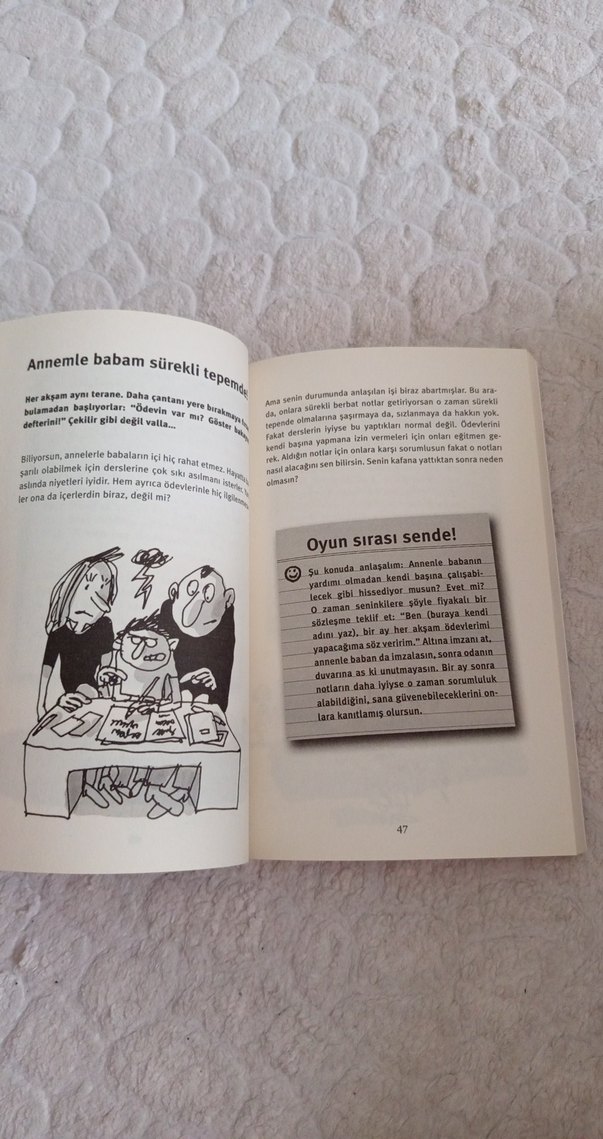 Annemle babam sürekli tepemde!
Her akşam aynı terane. Daha çantanı yere bırakmaya
bulamadan başlıyorlar: "Ödevin var mı? Göster
defterini!" Çekilir gibi değil valla...
Biliyorsun, annelerle babaların içi hiç rahat etmez.
şarılı olabilmek için derslerine çok sıkı asılmanı isterler.
aslında niyetleri iyidir. Hem ayrıca ödevlerinle hiç
ler ona da içerlerdin biraz, değil mi?
Ama senin durumunda anlaşılan işi biraz abartmışlar. Bu ara-
da, onlara sürekli berbat notlar getiriyorsan o zaman sürekli
tepende olmalarına şaşırmaya da, sızlanmaya da hakkın yok.
Fakat derslerin iyiyse bu yaptıkları normal değil. Ödevlerini
kendi başına yapmana izin vermeleri için onları eğitmen ge-
rek. Aldığın notlar için onlara karşı sorumlusun fakat o notları
nasıl alacağını sen bilirsin. Senin kafana yattıktan sonra neden
olmasın?
Oyun sırası sende!
Şu konuda anlaşalım: Annenle babanın
yardımı olmadan kendi başına çalışabi-
lecek gibi hissediyor musun? Evet mi?
O zaman seninkilere şöyle fiyakalı bir
sözleşme teklif et: "Ben (buraya kendi
adını yaz), bir ay her akşam ödevlerimi
yapacağıma söz veririm." Altına imzanı at,
annenle baban da imzalasın, sonra odanın
duvarına as ki unutmayasın. Bir ay sonra
notların daha iyiyse o zaman sorumluluk
alabildiğini, sana güvenebileceklerini on-
lara kanıtlamış olursun.
47